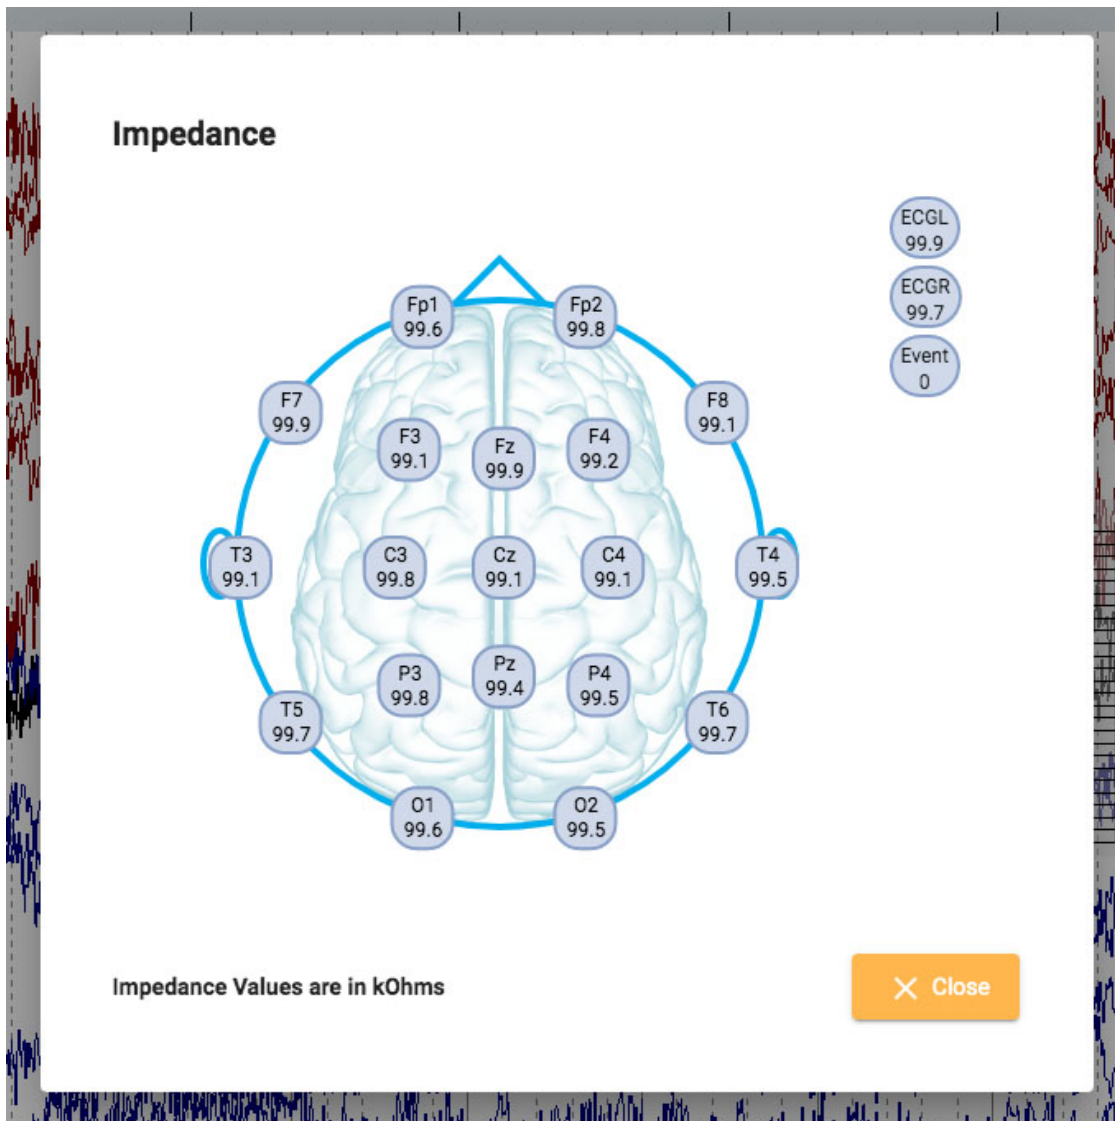 Impedance
ECGL
99.9
ECGR
99.7
Event
0
Fp1
99.6
Fp2
99.8
F7
99.9
F3
99.1
Fz
99.9
F4
99.2
F8
99.1
T3
99.1
C3
99.8
Cz
99.1
C4
99.1
T4
99.5
T5
99.7
P3
99.8
Pz
99.4
P4
99.5
T6
99.7
O1
99.6
O2
99.5
Impedance Values are in kOhms
Close